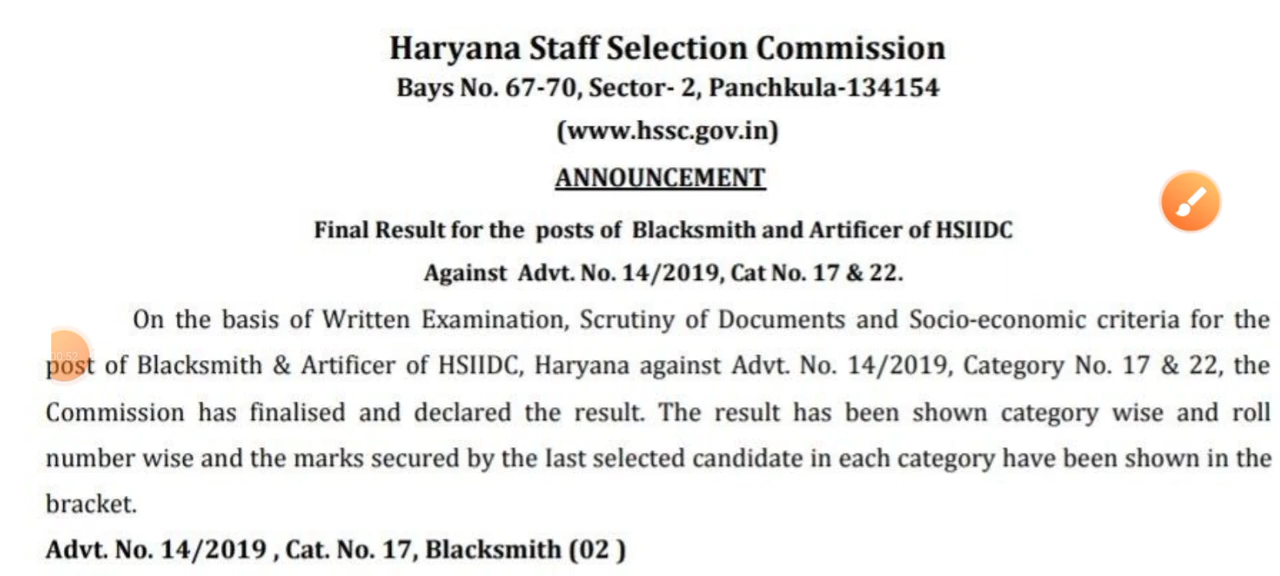 Haryana Staff Selection Commission
Bays No. 67-70, Sector- 2, Panchkula-134154
(www.hssc.gov.in)
ANNOUNCEMENT
Final Result for the posts of Blacksmith and Artificer of HSIIDC
Against Advt. No. 14/2019, Cat No. 17 & 22.
On the basis of Written Examination, Scrutiny of Documents and Socio-economic criteria for the
post of Blacksmith & Artificer of HSIIDC, Haryana against Advt. No. 14/2019, Category No. 17 & 22, the
Commission has finalised and declared the result. The result has been shown category wise and roll
number wise and the marks secured by the last selected candidate in each category have been shown in the
bracket.
Advt. No. 14/2019 , Cat. No. 17, Blacksmith (02 )